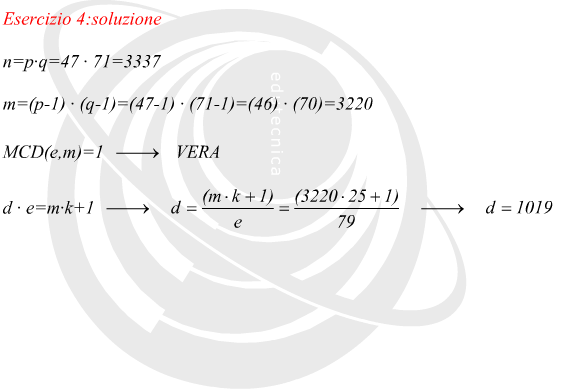 Esercizio 4:soluzione
n=p·q=47 · 71=3337
m=(p-1) · (q-1)=(47-1) · (71-1)=(46) · (70)=3220
MCD(e,m)=1 ⟶ VERA
d · e=m·k+1 ⟶ d = (m · k + 1) / e = (3220 · 25 + 1) / 79 ⟶ d = 1019
edutecnica